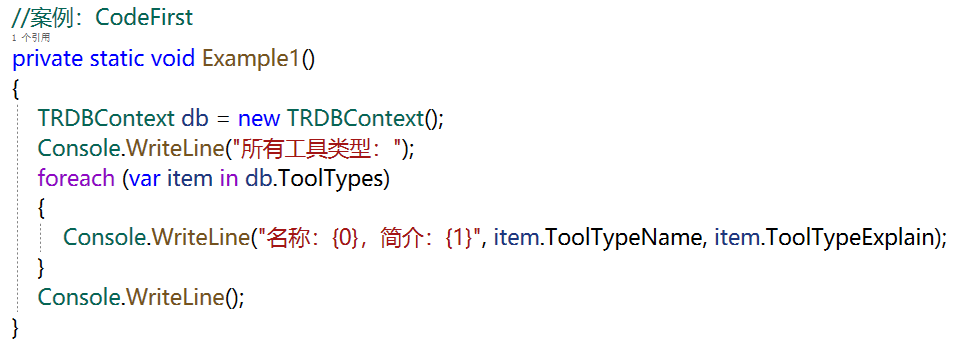 //案例：CodeFirst
1 个引用
private static void Example1()
{
TRDBContext db = new TRDBContext();
Console.WriteLine("所有工具类型：");
foreach (var item in db.ToolTypes)
{
Console.WriteLine("名称：{0}，简介：{1}", item.ToolTypeName, item.ToolTypeExplain);
}
Console.WriteLine();
}